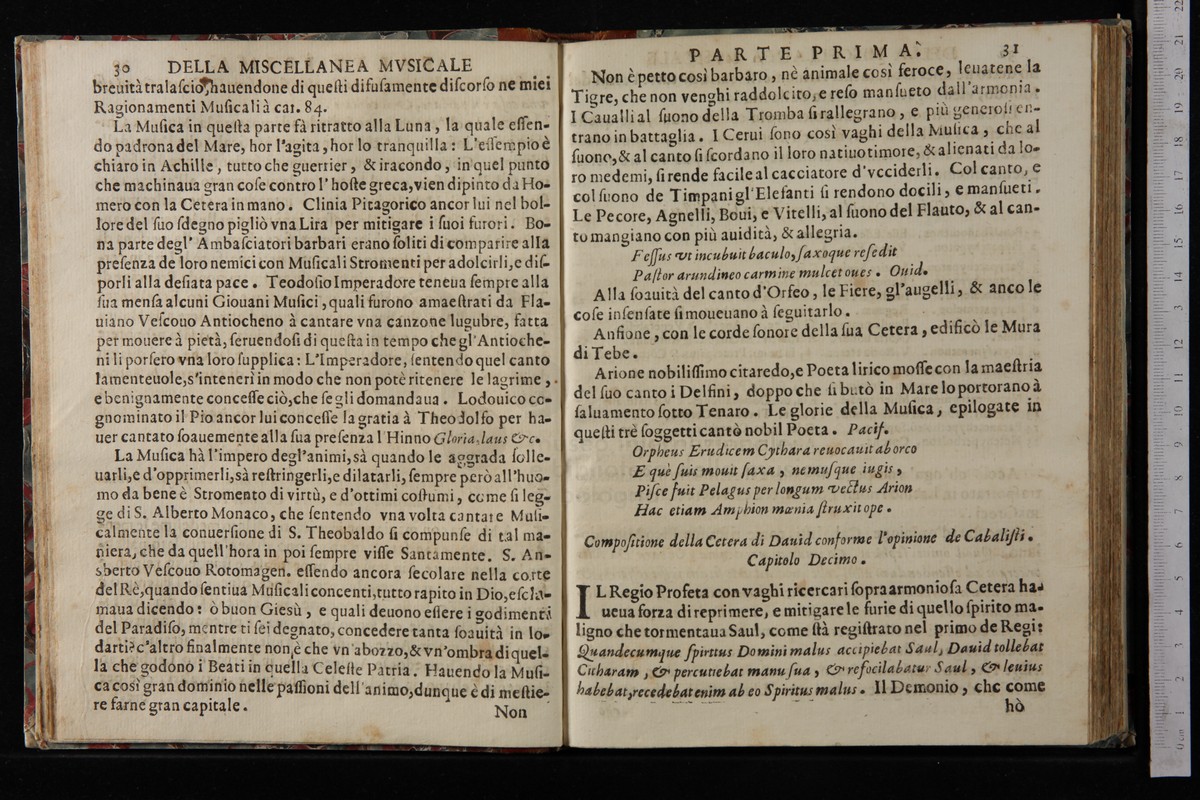 30 DELLA MISCELLANEA MVSICALE
breuità tralaſcio, hauendone di queſti difuſamente diſcorſo ne miei
Ragionamenti Muſicali à car. 84.
La Muſica in queſta parte fà ritratto alla Luna, la quale eſſen-
do padrona del Mare, hor l'agita, hor lo tranquilla: L'eſſempio è
chiaro in Achille, tutto che guerrier, & iracondo, in quel punto
che machinaua gran coſe contro l'hoſte greca, vien dipinto da Ho-
mero con la Cetera in mano. Clinia Pitagorico ancor lui nel bol-
lore del ſuo ſdegno pigliò vna Lira per mitigare i ſuoi furori. Bo-
na parte degl' Ambaſciatori barbari erano ſoliti di comparire alla
preſenza de loro nemici con Muſicali Stromenti per adolcirli, e diſ-
porli alla deſiata pace. Teodoſio Imperadore teneua ſempre alla
ſua menſa alcuni Giouani Muſici, quali furono amaeſtrati da Fla-
uiano Veſcouo Antiocheno à cantare vna canzone lugubre, fatta
per mouere à pietà, ſeruendoſi di queſta in tempo che gl'Antioche-
ni li porſero vna loro ſupplica: L'Imperadore, ſentendo quel canto
lamenteuole, s'intenerì in modo che non potè ritenere le lagrime,
e benignamente conceſſe ciò, che ſe gli domandaua. Lodouico co-
gnominato il Pio ancor lui conceſſe la gratia à Theodolfo per ha-
uer cantato ſoauemente alla ſua preſenza l'Hinno Gloria, laus &c.
La Muſica hà l'impero degl'animi, sà quando le aggrada ſolle-
uarli, e d'opprimerli, sà reſtringerli, e dilatarli, ſempre però all'huo-
mo da bene è Stromento di virtù, e d'ottimi coſtumi, come ſi leg-
ge di S. Alberto Monaco, che ſentendo vna volta cantare Muſi-
calmente la conuerſione di S. Theobaldo ſi compunſe di tal ma-
niera, che da quell'hora in poi ſempre viſſe Santamente. S. An-
sberto Veſcouo Rotomagen. eſſendo ancora ſecolare nella corte
del Rè, quando ſentiua Muſicali concenti, tutto rapito in Dio, eſcla-
maua dicendo: ò buon Giesù, e quali deuono eſſere i godimenti
del Paradiſo, mentre ti ſei degnato, concedere tanta ſoauità in lo-
darti? c'altro finalmente non è che vn'abozzo, & vn'ombra di quel-
la che godono i Beati in quella Celeſte Patria. Hauendo la Muſi-
ca così gran dominio nelle paſſioni dell'animo, dunque è di meſtie-
re farne gran capitale.
Non
PARTE PRIMA. 31
Non è petto così barbaro, nè animale così feroce, leuatene la
Tigre, che non venghi raddolcito, e reſo manſueto dall'armonia.
I Caualli al ſuono della Tromba ſi rallegrano, e più generoſi en-
trano in battaglia. I Cerui ſono così vaghi della Muſica, che al
ſuono, & al canto ſi ſcordano il loro natiuo timore, & alienati da lo-
ro medemi, ſi rende facile al cacciatore d'vcciderli. Col canto, e
col ſuono de Timpani gl'Elefanti ſi rendono docili, e manſueti.
Le Pecore, Agnelli, Boui, e Vitelli, al ſuono del Flauto, & al can-
to mangiano con più auidità, & allegria.
Feſſus vt incubuit baculo, ſaxoque reſedit
Paſtor arundineo carmine mulcet oues. Ouid.
Alla ſoauità del canto d'Orfeo, le Fiere, gl'augelli, & anco le
coſe inſenſate ſi moueuano à ſeguitarlo.
Anfione, con le corde ſonore della ſua Cetera, edificò le Mura
di Tebe.
Arione nobiliſſimo citaredo, e Poeta lirico moſſe con la maeſtria
del ſuo canto i Delfini, doppo che ſi butò in Mare lo portorano à
ſaluamento ſotto Tenaro. Le glorie della Muſica, epilogate in
queſti trè ſoggetti cantò nobil Poeta. Pacif.
Orpheus Erudicem Cythara reuocauit ab orco
E què ſuis mouit ſaxa, nemuſque iugis,
Piſce fuit Pelagus per longum vectus Arion
Hac etiam Amphion mœnia ſtruxit ope.
Compoſitione della Cetera di Dauid conforme l'opinione de Cabaliſti.
Capitolo Decimo.
IL Regio Profeta con vaghi ricercari ſopra armonioſa Cetera ha-
ueua forza di reprimere, e mitigare le furie di quello ſpirito ma-
ligno che tormentaua Saul, come ſtà regiſtrato nel primo de Regi:
Quandecumque ſpiritus Domini malus accipiebat Saul, Dauid tollebat
Citharam, & percutiebat manu ſua, & refocilabatur Saul, & leuius
habebat, recedebat enim ab eo Spiritus malus. Il Demonio, che come
hò